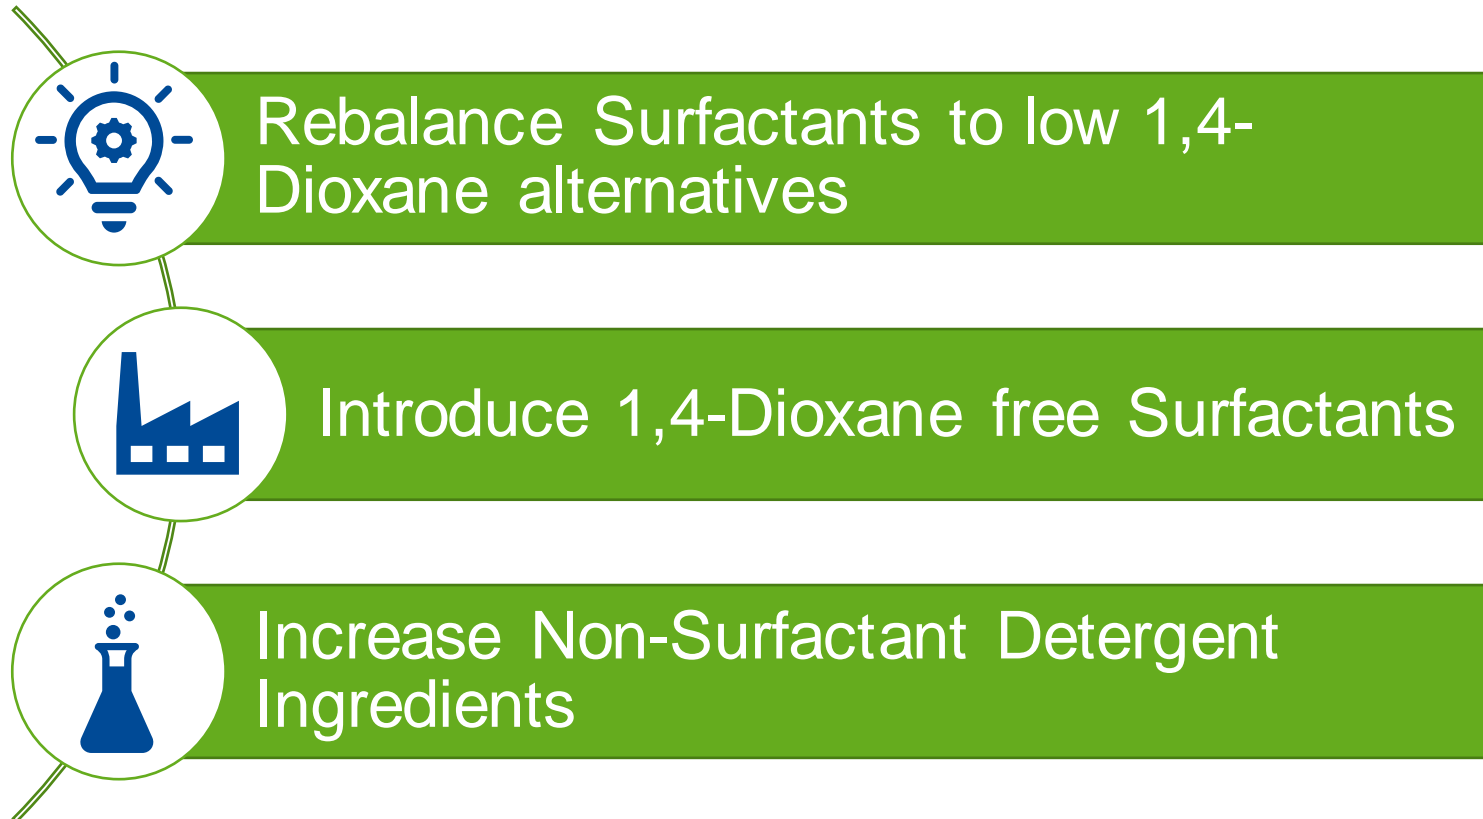 Rebalance Surfactants to low 1,4-
Dioxane alternatives
Introduce 1,4-Dioxane free Surfactants
Increase Non-Surfactant Detergent
Ingredients